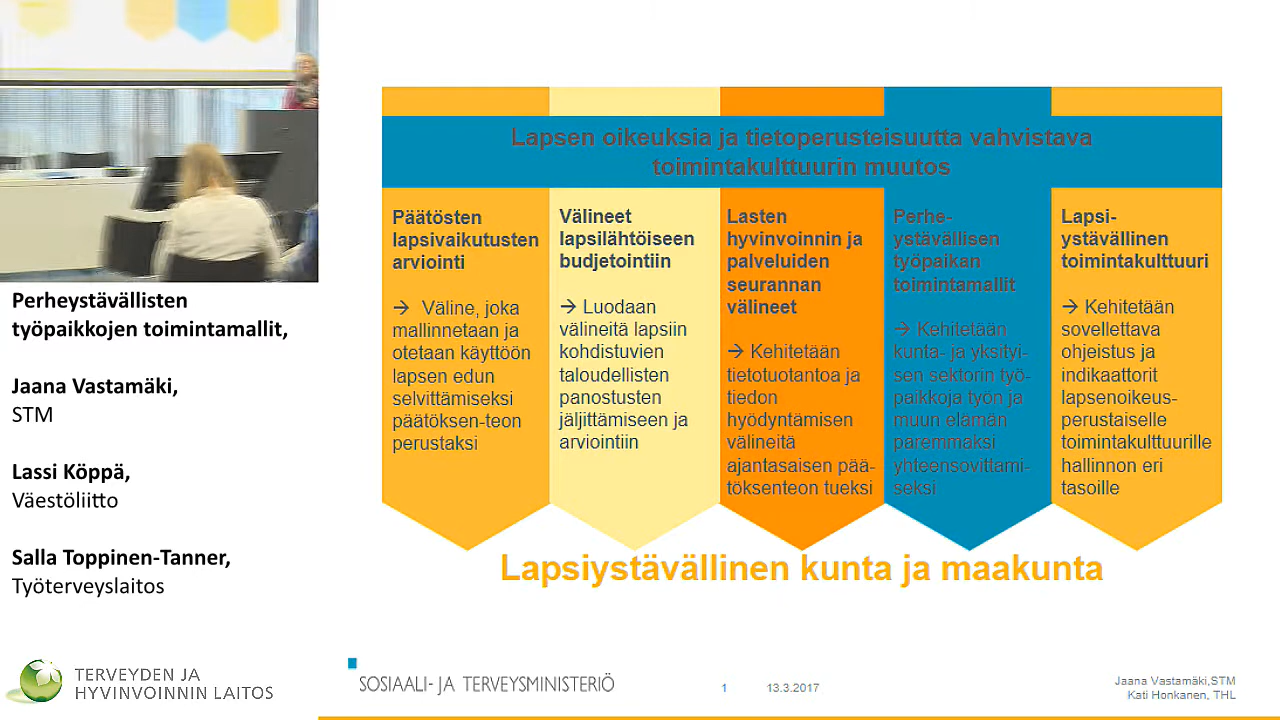 Perheystävällisten
työpaikkojen toimintamallit,
Jaana Vastamäki,
STM
Lassi Köppä,
Väestöliitto
Salla Toppinen-Tanner,
Työterveyslaitos
TERVEYDEN JA
HYVINVOINNIN LAITOS
Lapsen oikeuksia ja tietoperusteisuutta vahvistava
toimintakulttuurin muutos
Päätösten
lapsivaikutusten
arviointi
→ Väline, joka
mallinnetaan ja
otetaan käyttöön
lapsen edun
selvittämiseksi
päätöksen-teon
perustaksi
Välineet
lapsilähtöiseen
budjetointiin
→ Luodaan
välineitä lapsiin
kohdistuvien
taloudellisten
panostusten
jäljittämiseen ja
arviointiin
Lasten
hyvinvoinnin ja
palveluiden
seurannan
välineet
→ Kehitetään
tietotuotantoa ja
tiedon
hyödyntämisen
välineitä
ajantasaisen pää-
töksenteon tueksi
Perhe-
ystävällisen
työpaikan
toimintamallit
→ Kehitetään
kunta- ja yksityi-
sen sektorin työ-
paikkoja työn ja
muun elämän
paremmaksi
yhteensovittami-
seksi
Lapsi-
ystävällinen
toimintakulttuuri
→ Kehitetään
sovellettava
ohjeistus ja
indikaattorit
lapsenoikeus-
perustaiselle
toimintakulttuurille
hallinnon eri
tasoille
Lapsiystävällinen kunta ja maakunta
SOSIAALI- JA TERVEYSMINISTERIÖ
1
13.3.2017
Jaana Vastamäki,STM
Kati Honkanen, THL